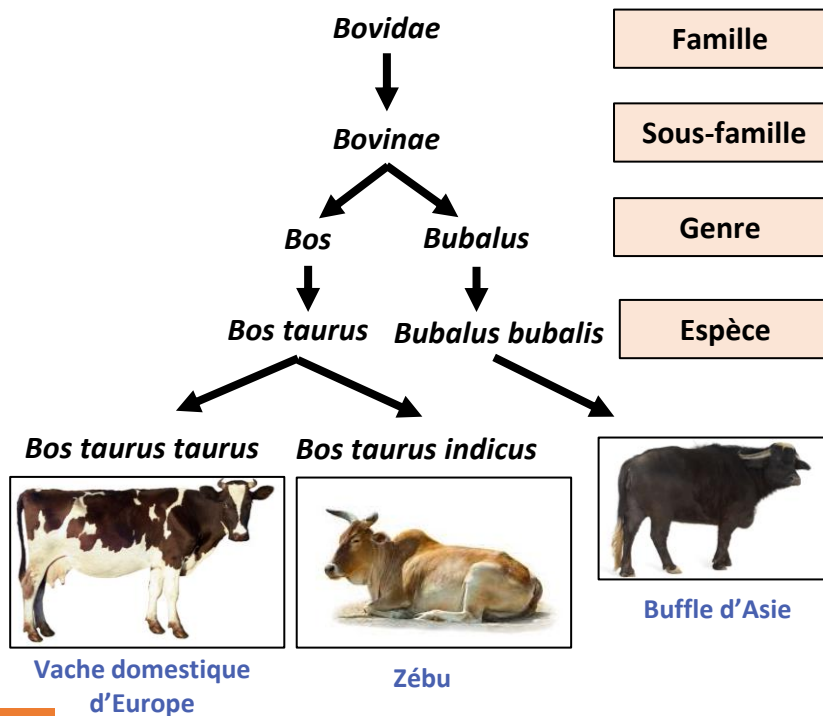 Bovidae
Famille
Bovinae
Sous-famille
Bos
Bubalus
Genre
Bos taurus
Bubalus bubalis
Espèce
Bos taurus taurus
Bos taurus indicus
Buffle d’Asie
Vache domestique
d’Europe
Zébu